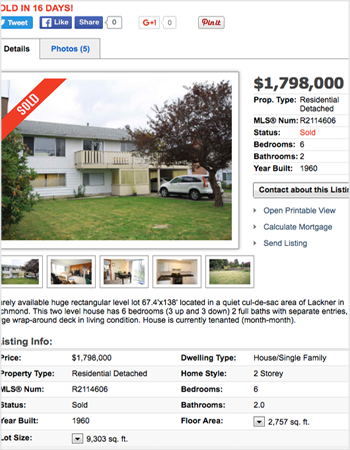 OLD IN 16 DAYS!
Tweet Like Share 0 +1 0 Pin it
Details Photos (5)
SOLD
$1,798,000
Prop. Type: Residential Detached
MLS® Num: R2114606
Status: Sold
Bedrooms: 6
Bathrooms: 2
Year Built: 1960
Contact about this Listi
Open Printable View
Calculate Mortgage
Send Listing
rely available huge rectangular level lot 67.4'x138' located in a quiet cul-de-sac area of Lackner in
chmond. This two level house has 6 bedrooms (3 up and 3 down) 2 full baths with separate entries,
ge wrap-around deck in living condition. House is currently tenanted (month-month).
isting Info:
Price: $1,798,000 Dwelling Type: House/Single Family
Property Type: Residential Detached Home Style: 2 Storey
MLS® Num: R2114606 Bedrooms: 6
Status: Sold Bathrooms: 2.0
Year Built: 1960 Floor Area: 2,757 sq. ft.
Lot Size: 9,303 sq. ft.